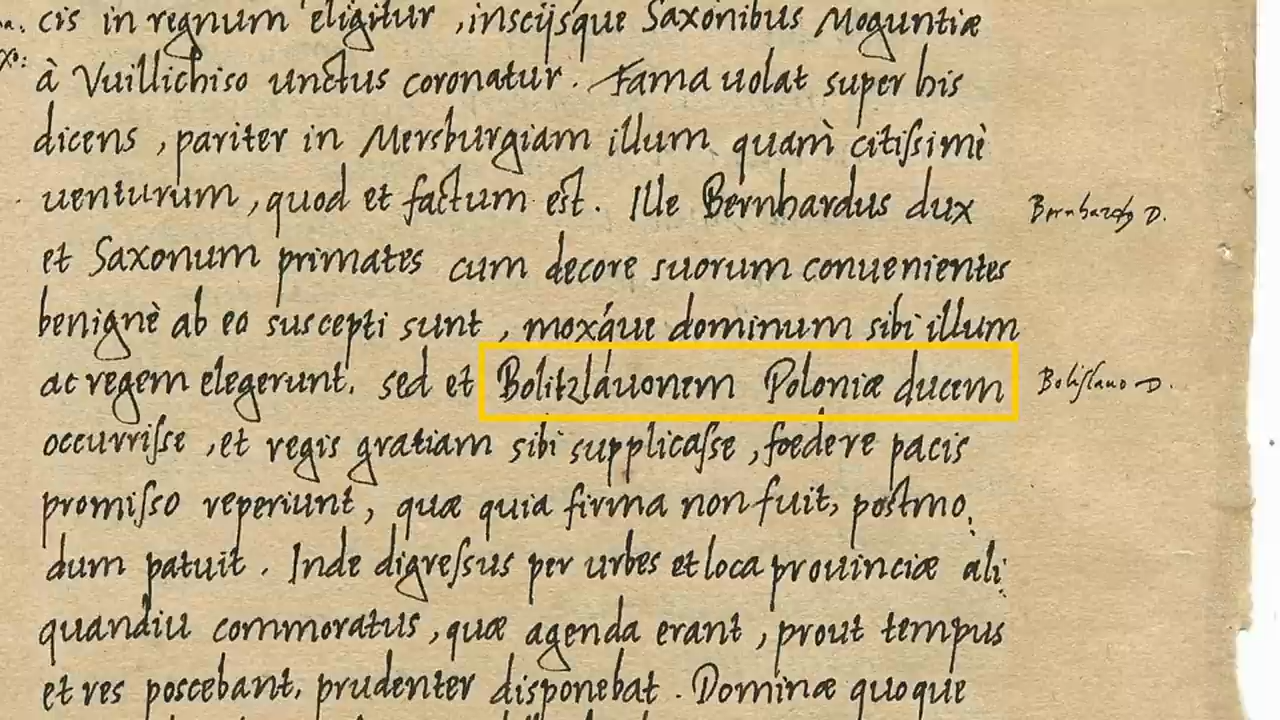 cis in regnum eligitur, insciisque Saxonibus Moguntiæ
à Vuillichiso unctus coronatur. Fama uolat super his
dicens, pariter in Mersburgiam illum quàm citiſsimè
uenturum, quod et factum est. Ille Bernhardus dux
Bernhardus D.
et Saxonum primates cum decore suorum conuenientes
benignè ab eo suscepti sunt, moxque dominum sibi illum
ac regem elegerunt. sed et Bolitzlauonem Poloniæ ducem
Boliſlauo D.
occurriſse, et regis gratiam sibi supplicaſse, foedere pacis
promiſso reperiunt, quæ quia firma non fuit, postmo
dum patuit. Inde digreſsus per urbes et loca prouinciæ ali
quandiu commoratus, quæ agenda erant, prout tempus
et res poscebant, prudenter disponebat. Dominæ quoque